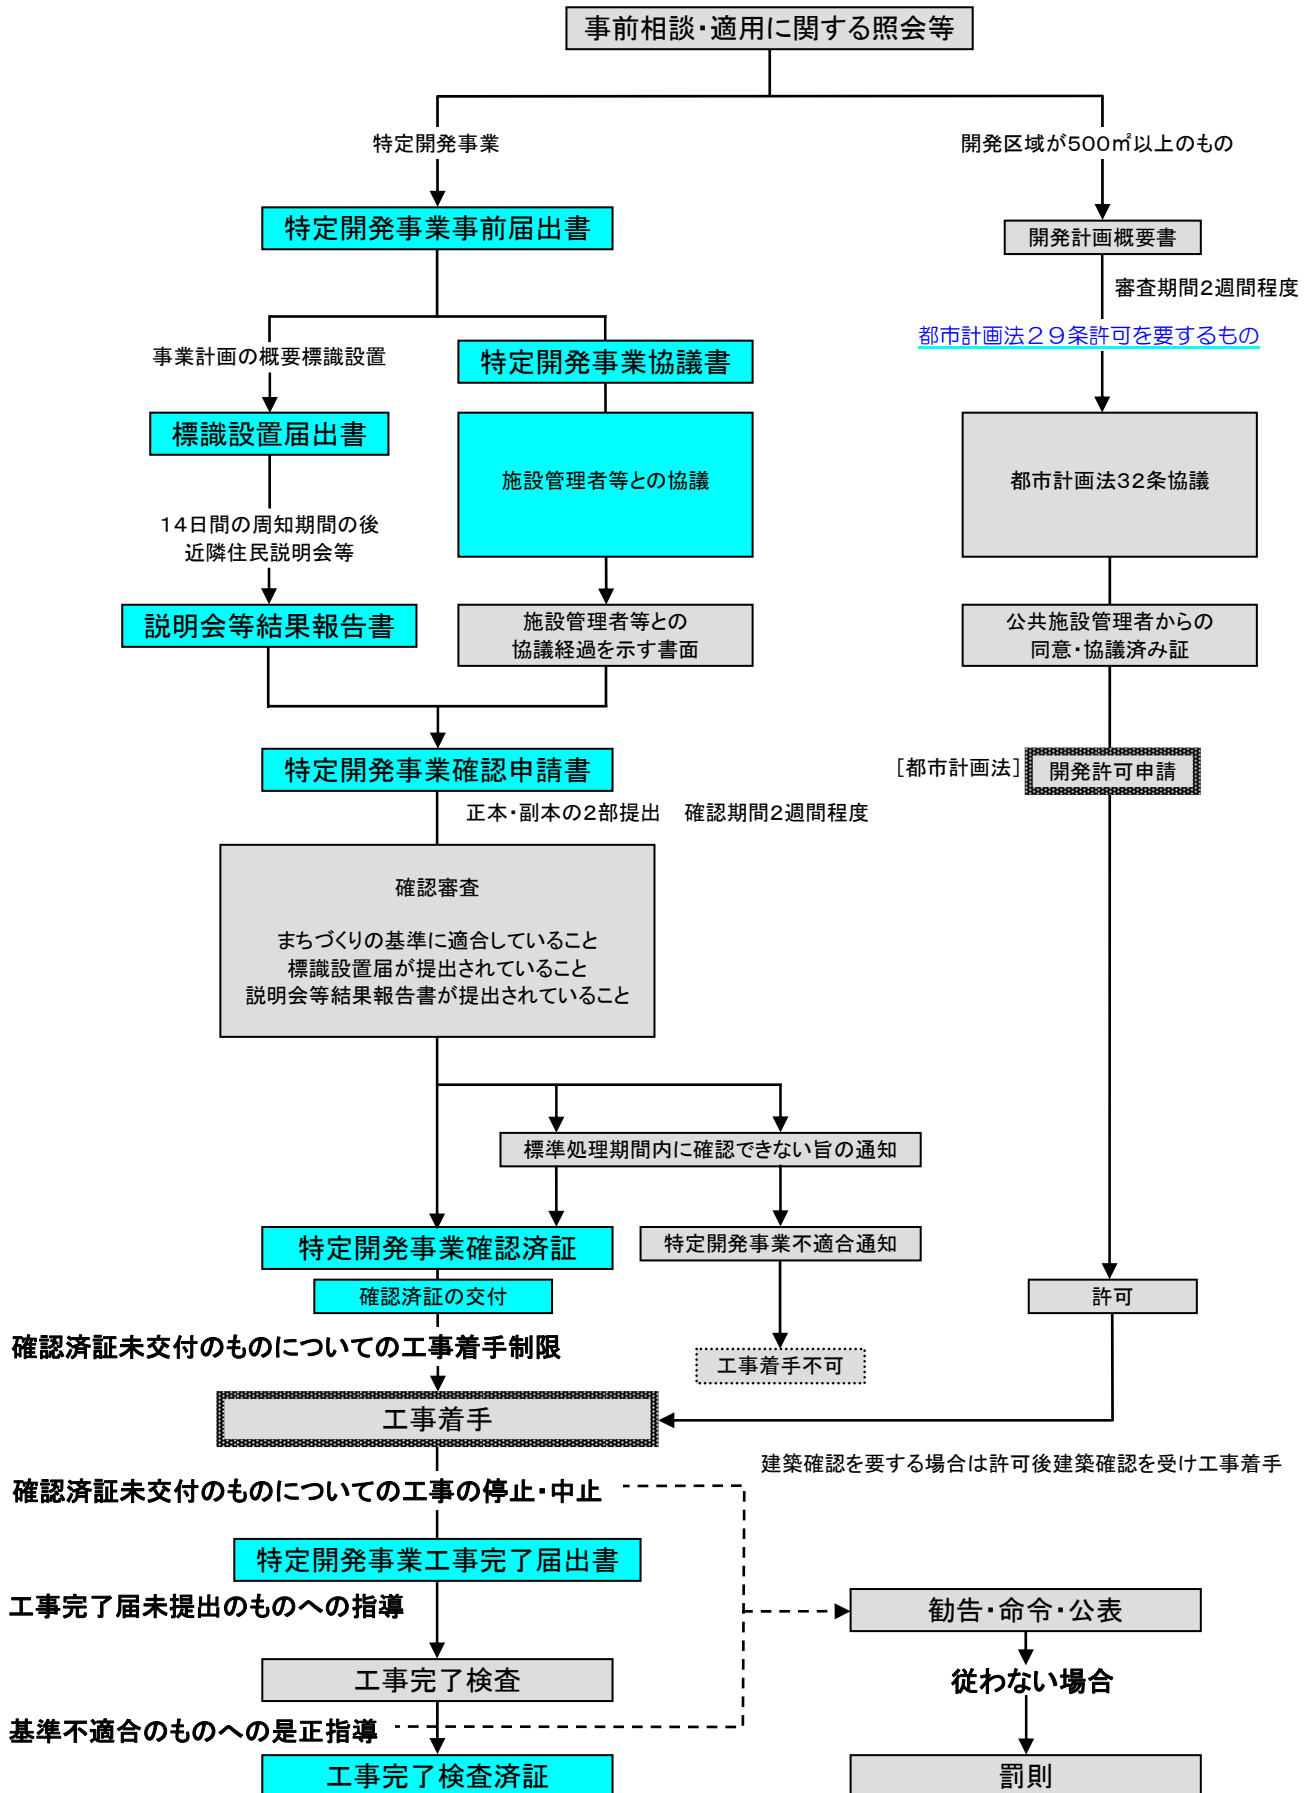 事前相談・適用に関する照会等
特定開発事業
開発区域が500㎡以上のもの
特定開発事業事前届出書
開発計画概要書
審査期間2週間程度
都市計画法２９条許可を要するもの
事業計画の概要標識設置
特定開発事業協議書
標識設置届出書
施設管理者等との協議
都市計画法32条協議
14日間の周知期間の後
近隣住民説明会等
説明会等結果報告書
施設管理者等との
協議経過を示す書面
公共施設管理者からの
同意・協議済み証
特定開発事業確認申請書
[都市計画法]
開発許可申請
正本・副本の2部提出　確認期間2週間程度
確認審査
まちづくりの基準に適合していること
標識設置届が提出されていること
説明会等結果報告書が提出されていること
標準処理期間内に確認できない旨の通知
特定開発事業確認済証
特定開発事業不適合通知
確認済証の交付
許可
確認済証未交付のものについての工事着手制限
工事着手不可
工事着手
建築確認を要する場合は許可後建築確認を受け工事着手
確認済証未交付のものについての工事の停止・中止
特定開発事業工事完了届出書
工事完了届未提出のものへの指導
勧告・命令・公表
工事完了検査
従わない場合
基準不適合のものへの是正指導
工事完了検査済証
罰則